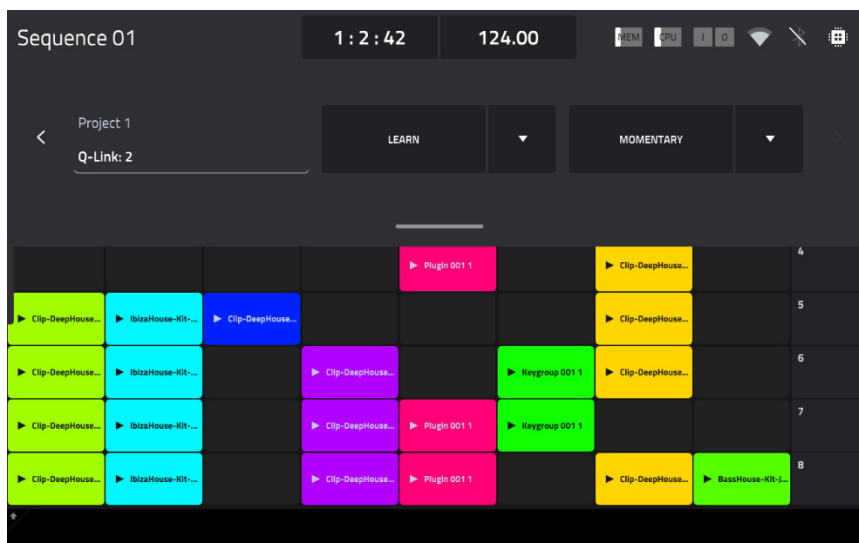 Sequence 01
1:2:42
124.00
MEM CPU I O
Project 1
Q-Link: 2
LEARN
MOMENTARY
PlugIn 001 1 Clip-DeepHouse... 4
Clip-DeepHouse... IbizaHouse-Kit-... Clip-DeepHouse... Clip-DeepHouse... 5
Clip-DeepHouse... IbizaHouse-Kit-... Clip-DeepHouse... Keygroup 001 1 Clip-DeepHouse... 6
Clip-DeepHouse... IbizaHouse-Kit-... Clip-DeepHouse... PlugIn 001 1 Keygroup 001 1 7
Clip-DeepHouse... IbizaHouse-Kit-... Clip-DeepHouse... PlugIn 001 1 Clip-DeepHouse... BassHouse-Kit-J... 8